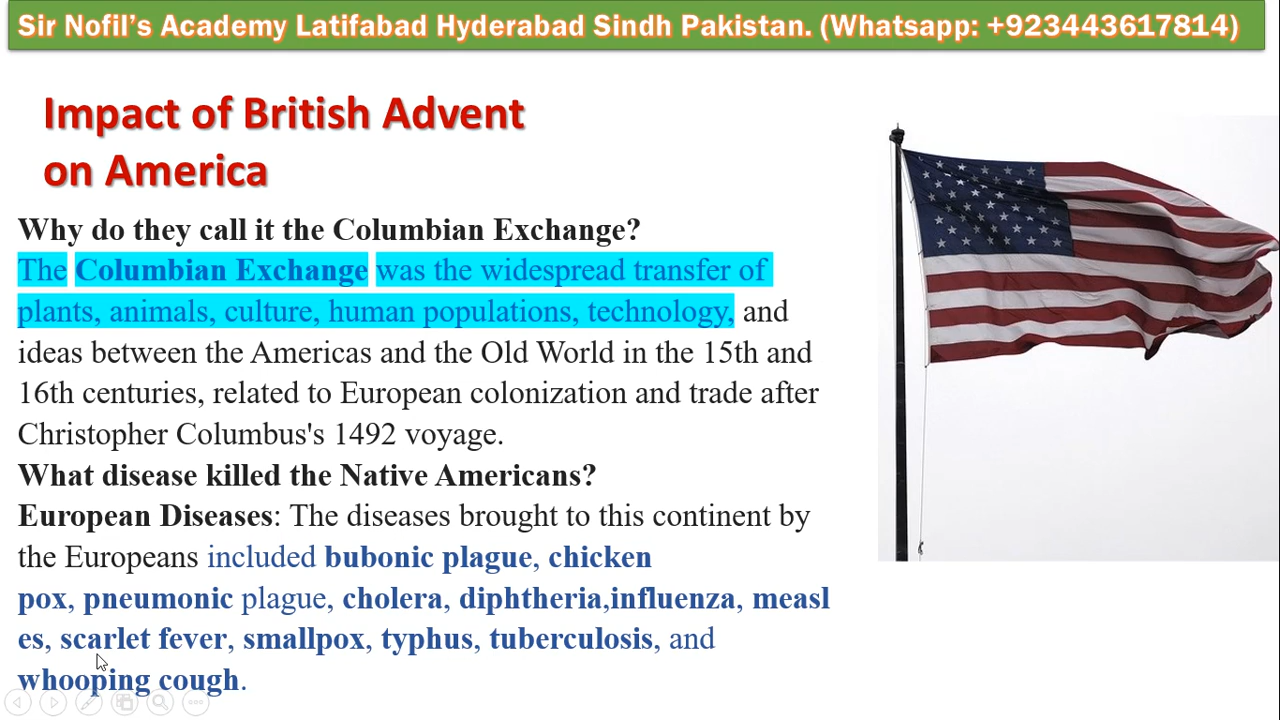 Sir Nofil’s Academy Latifabad Hyderabad Sindh Pakistan. (Whatsapp: +923443617814)
Impact of British Advent
on America
Why do they call it the Columbian Exchange?
The Columbian Exchange was the widespread transfer of
plants, animals, culture, human populations, technology, and
ideas between the Americas and the Old World in the 15th and
16th centuries, related to European colonization and trade after
Christopher Columbus's 1492 voyage.
What disease killed the Native Americans?
European Diseases: The diseases brought to this continent by
the Europeans included bubonic plague, chicken
pox, pneumonic plague, cholera, diphtheria,influenza, measl
es, scarlet fever, smallpox, typhus, tuberculosis, and
whooping cough.